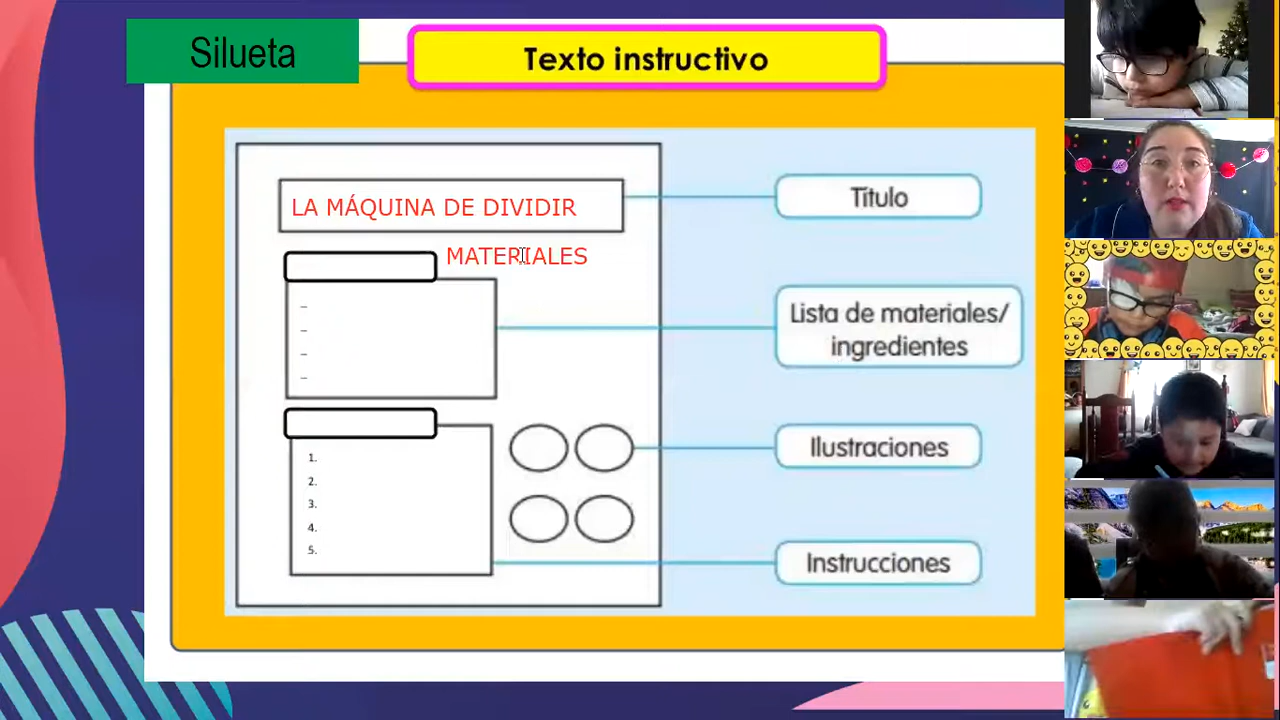 Silueta
Texto instructivo
LA MÁQUINA DE DIVIDIR
Título
MATERIALES
–
–
–
–
Lista de materiales/
ingredientes
1.
2.
3.
4.
5.
Ilustraciones
Instrucciones